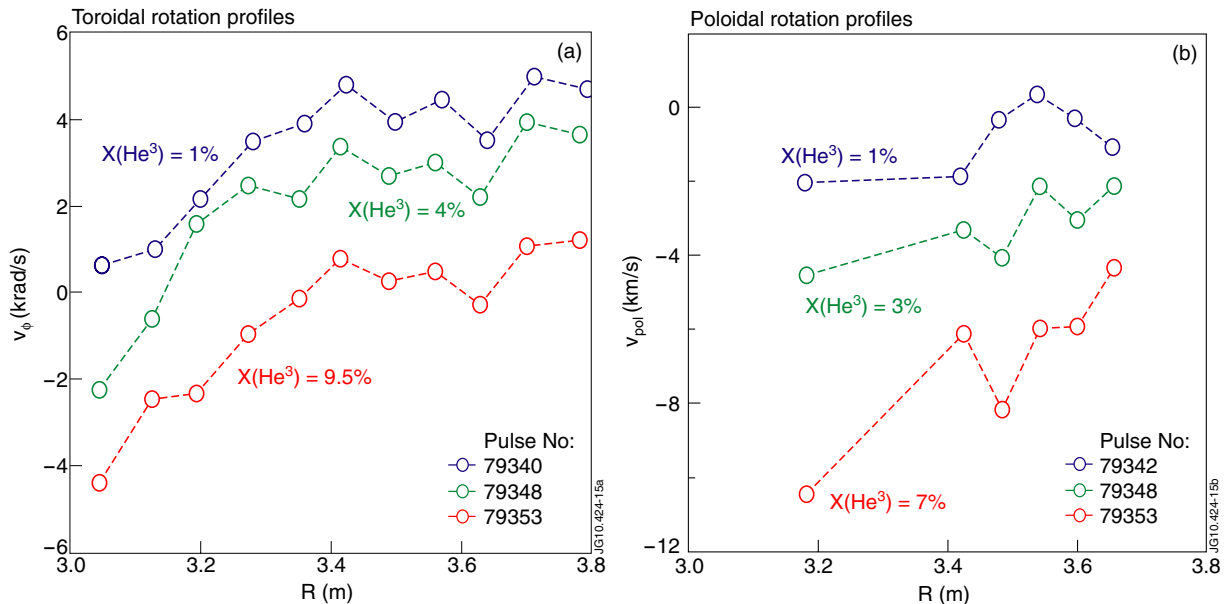 Toroidal rotation profiles
(a)
6
4
2
0
−2
−4
−6
v_ϕ (krad/s)
X(He³) = 1%
X(He³) = 4%
X(He³) = 9.5%
Pulse No:
79340
79348
79353
3.0
3.2
3.4
3.6
3.8
R (m)
JG10.424-15a
Poloidal rotation profiles
(b)
0
−4
−8
−12
v_pol (km/s)
X(He³) = 1%
X(He³) = 3%
X(He³) = 7%
Pulse No:
79342
79348
79353
3.0
3.2
3.4
3.6
3.8
R (m)
JG10.424-15b